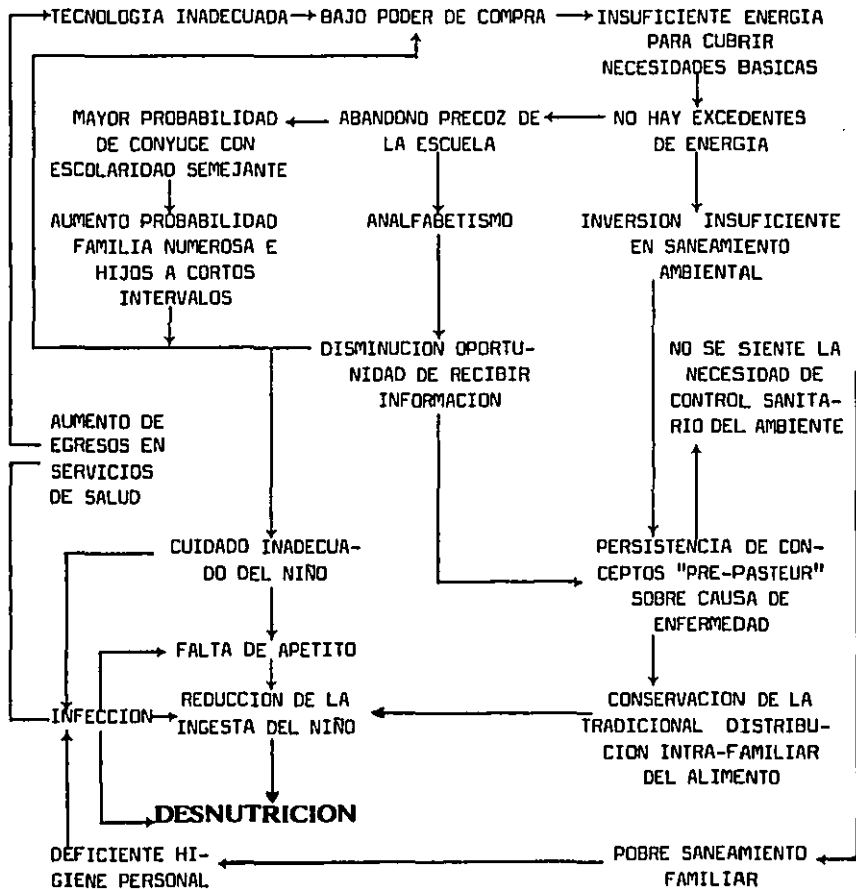 TECNOLOGIA INADECUADA
BAJO PODER DE COMPRA
INSUFICIENTE ENERGIA
PARA CUBRIR
NECESIDADES BASICAS
MAYOR PROBABILIDAD
DE CONYUGE CON
ESCOLARIDAD SEMEJANTE
ABANDONO PRECOZ DE
LA ESCUELA
NO HAY EXCEDENTES
DE ENERGIA
AUMENTO PROBABILIDAD
FAMILIA NUMEROSA E
HIJOS A CORTOS
INTERVALOS
ANALFABETISMO
INVERSION INSUFICIENTE
EN SANEAMIENTO
AMBIENTAL
DISMINUCION OPORTU-
NIDAD DE RECIBIR
INFORMACION
NO SE SIENTE LA
NECESIDAD DE
CONTROL SANITA-
RIO DEL AMBIENTE
AUMENTO DE
EGRESOS EN
SERVICIOS
DE SALUD
CUIDADO INADECUA-
DO DEL NIÑO
PERSISTENCIA DE CON-
CEPTOS "PRE-PASTEUR"
SOBRE CAUSA DE
ENFERMEDAD
FALTA DE APETITO
INFECCION
REDUCCION DE LA
INGESTA DEL NIÑO
CONSERVACION DE LA
TRADICIONAL DISTRIBU-
CION INTRA-FAMILIAR
DEL ALIMENTO
DESNUTRICION
DEFICIENTE HI-
GIENE PERSONAL
POBRE SANEAMIENTO
FAMILIAR